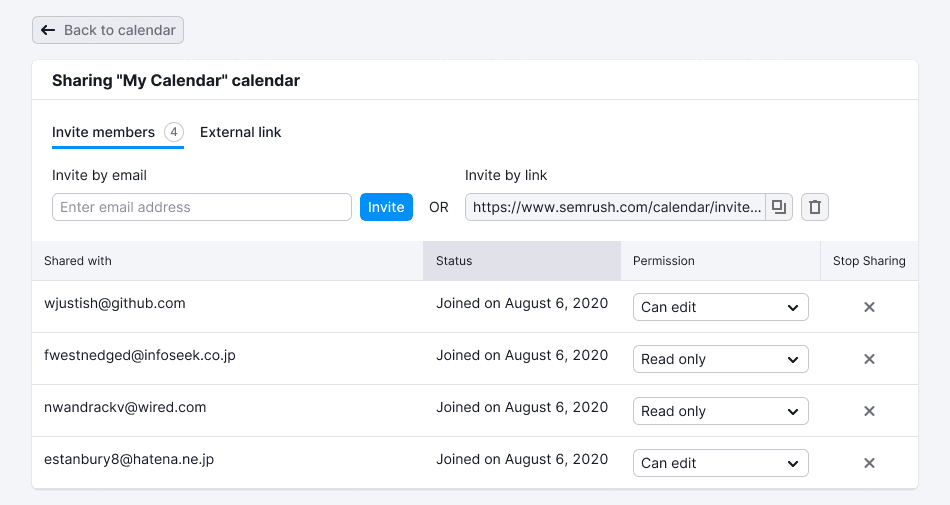 Back to calendar
Sharing "My Calendar" calendar
Invite members 4 External link
Invite by email Invite by link
Enter email address Invite OR https://www.semrush.com/calendar/invite...
Shared with Status Permission Stop Sharing
wjustish@github.com Joined on August 6, 2020 Can edit
fwestnedged@infoseek.co.jp Joined on August 6, 2020 Read only
nwandrackv@wired.com Joined on August 6, 2020 Read only
estanbury8@hatena.ne.jp Joined on August 6, 2020 Can edit